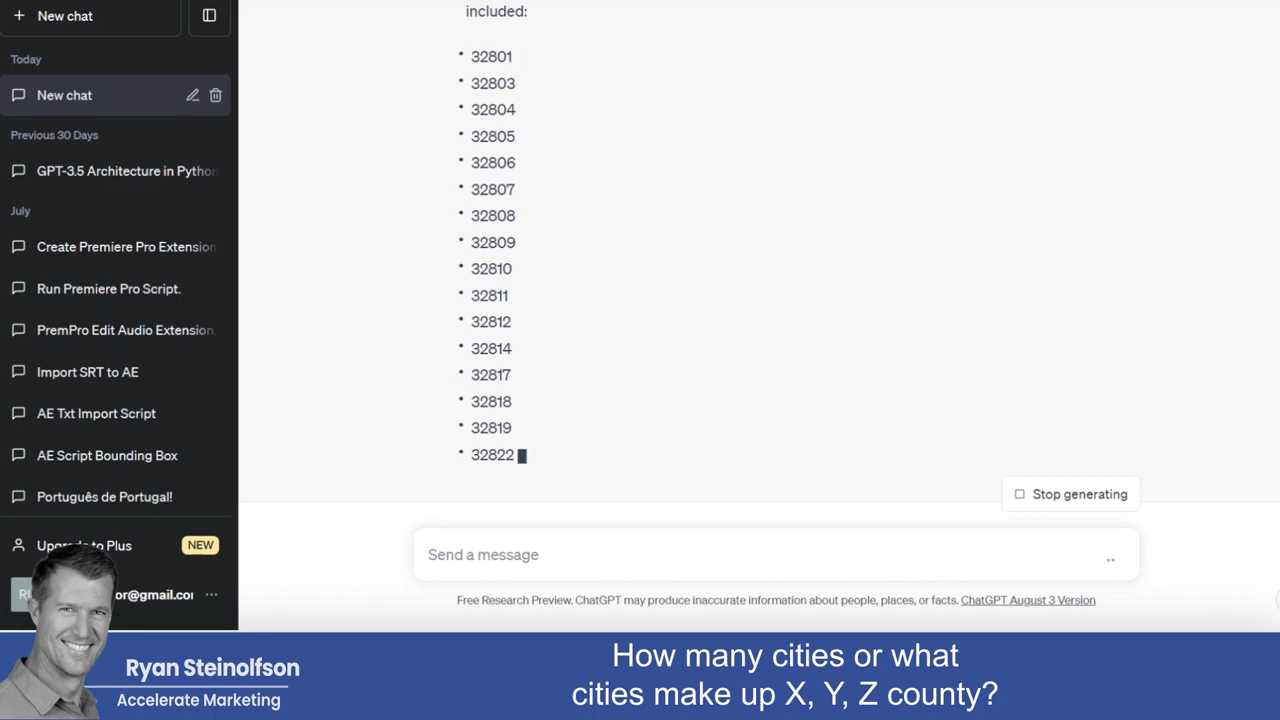 New chat
Today
New chat
Previous 30 Days
GPT-3.5 Architecture in Python
July
Create Premiere Pro Extension
Run Premiere Pro Script.
PremPro Edit Audio Extension.
Import SRT to AE
AE Txt Import Script
AE Script Bounding Box
Português de Portugal!
Upgrade to Plus
NEW
or@gmail.com
included:
32801
32803
32804
32805
32806
32807
32808
32809
32810
32811
32812
32814
32817
32818
32819
32822
Stop generating
Send a message
Free Research Preview. ChatGPT may produce inaccurate information about people, places, or facts. ChatGPT August 3 Version
Ryan Steinolfson
Accelerate Marketing
How many cities or what
cities make up X, Y, Z county?